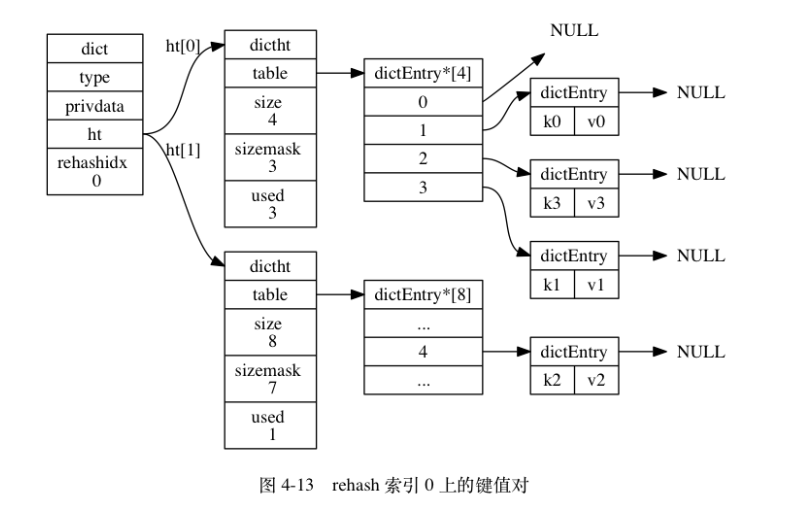 dict
type
privdata
ht
rehashidx
0
ht[0]
ht[1]
dictht
table
size
4
sizemask
3
used
3
dictEntry*[4]
0
1
2
3
NULL
dictEntry
k0 v0
NULL
dictEntry
k3 v3
NULL
dictEntry
k1 v1
NULL
dictht
table
size
8
sizemask
7
used
1
dictEntry*[8]
...
4
...
dictEntry
k2 v2
NULL
图 4-13 rehash 索引 0 上的键值对